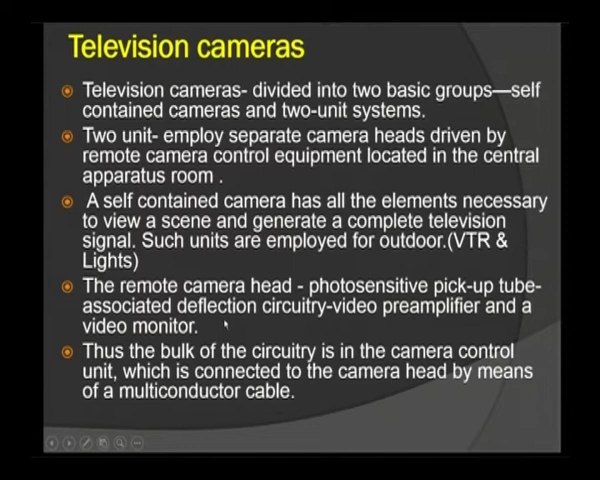 Television cameras
Television cameras- divided into two basic groups—self
contained cameras and two-unit systems.
Two unit- employ separate camera heads driven by
remote camera control equipment located in the central
apparatus room .
A self contained camera has all the elements necessary
to view a scene and generate a complete television
signal. Such units are employed for outdoor.(VTR &
Lights)
The remote camera head - photosensitive pick-up tube-
associated deflection circuitry-video preamplifier and a
video monitor.
Thus the bulk of the circuitry is in the camera control
unit, which is connected to the camera head by means
of a multiconductor cable.